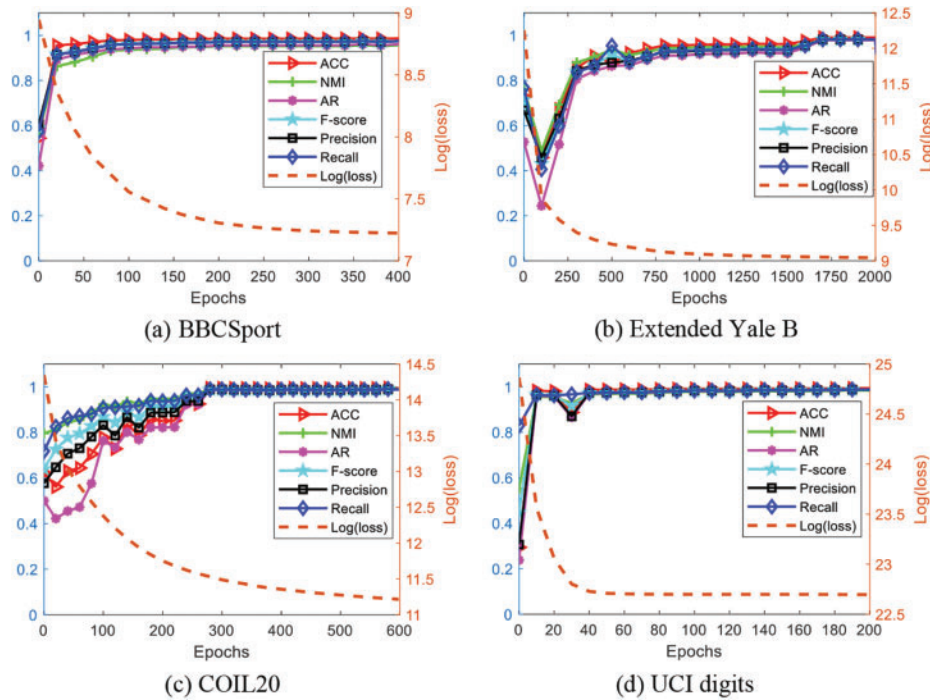 1
0.8
0.6
0.4
0.2
0
0 50 100 150 200 250 300 350 400
Epochs
9
8.5
8
7.5
7
Log(loss)
ACC
NMI
AR
F-score
Precision
Recall
Log(loss)
(a) BBCSport
1
0.8
0.6
0.4
0.2
0
0 250 500 750 1000 1250 1500 1750 2000
Epochs
12.5
12
11.5
11
10.5
10
9.5
9
Log(loss)
ACC
NMI
AR
F-score
Precision
Recall
Log(loss)
(b) Extended Yale B
1
0.8
0.6
0.4
0.2
0
0 100 200 300 400 500 600
Epochs
14.5
14
13.5
13
12.5
12
11.5
11
Log(loss)
ACC
NMI
AR
F-score
Precision
Recall
Log(loss)
(c) COIL20
1
0.8
0.6
0.4
0.2
0
0 20 40 60 80 100 120 140 160 180 200
Epochs
25
24.5
24
23.5
23
22.5
Log(loss)
ACC
NMI
AR
F-score
Precision
Recall
Log(loss)
(d) UCI digits